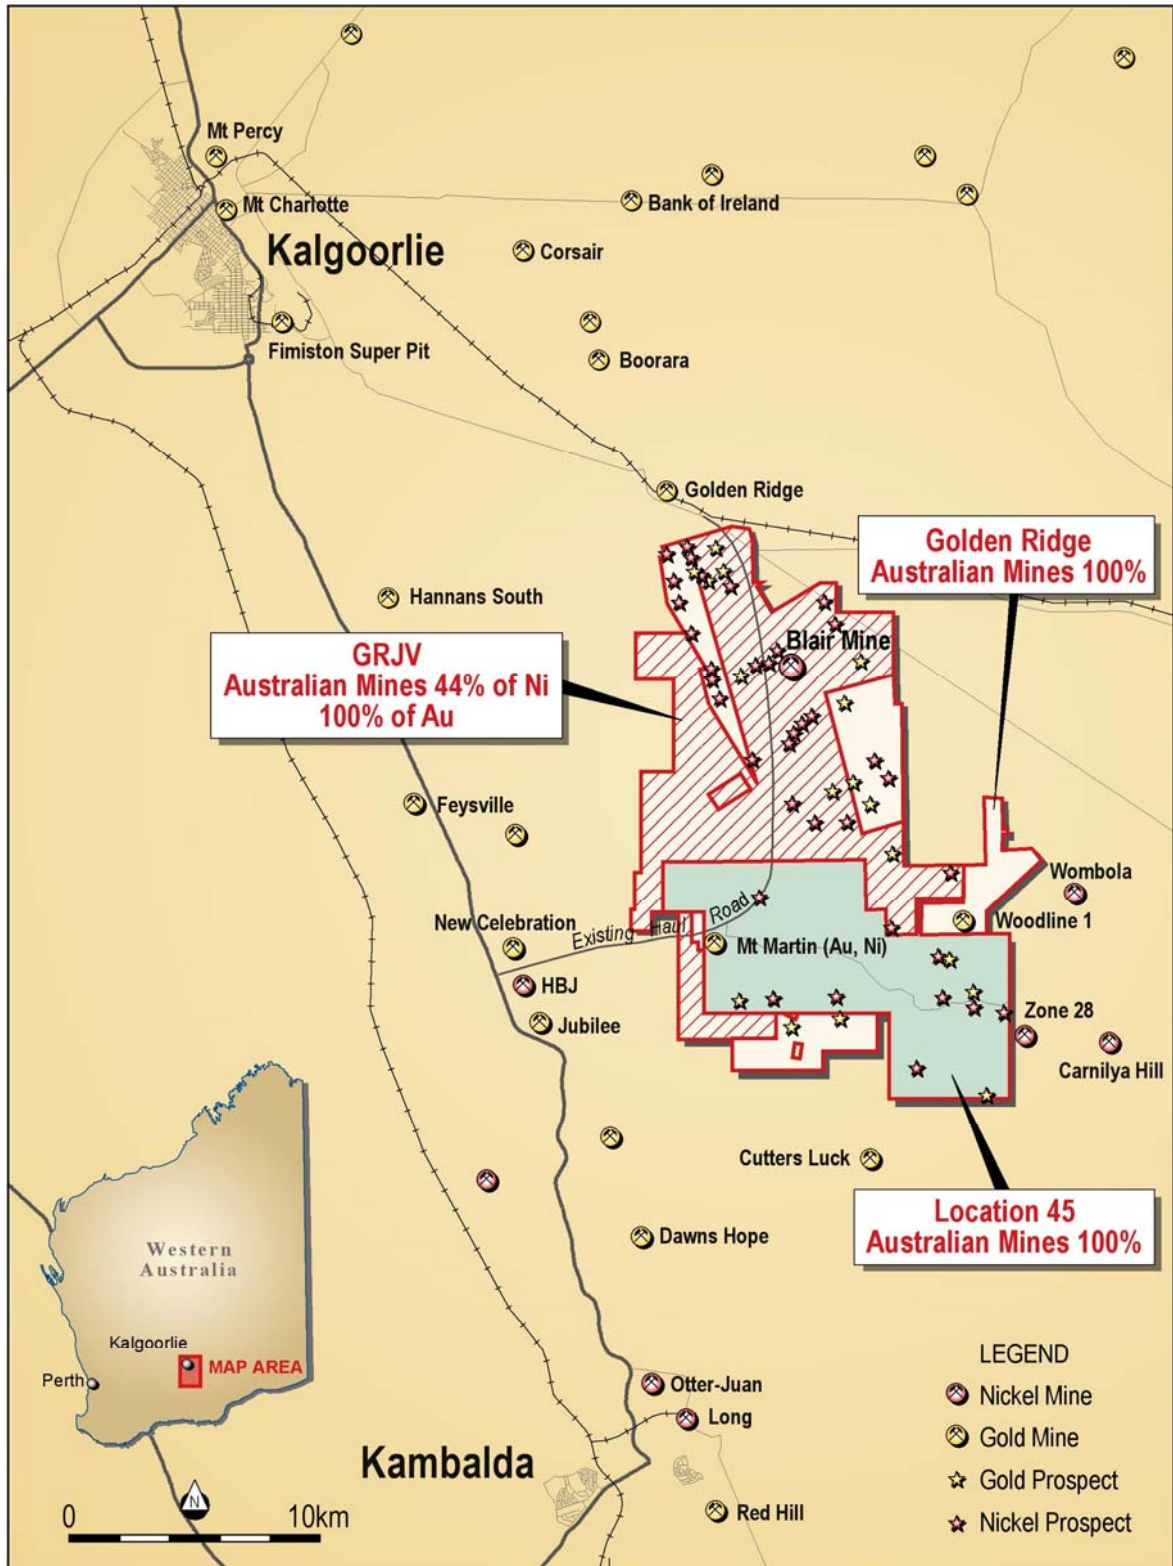 Mt Percy
Mt Charlotte
Bank of Ireland
Kalgoorlie
Corsair
Fimiston Super Pit
Boorara
Golden Ridge
Golden Ridge
Australian Mines 100%
Hannans South
Blair Mine
GRJV
Australian Mines 44% of Ni
100% of Au
Feysville
Wombola
New Celebration
Existing Haul Road
Woodline 1
Mt Martin (Au, Ni)
HBJ
Jubilee
Zone 28
Carnilya Hill
Cutters Luck
Location 45
Australian Mines 100%
Dawns Hope
Western
Australia
Kalgoorlie
MAP AREA
Perth
LEGEND
Nickel Mine
Gold Mine
Gold Prospect
Nickel Prospect
Otter-Juan
Long
Kambalda
Red Hill
N
0 10km